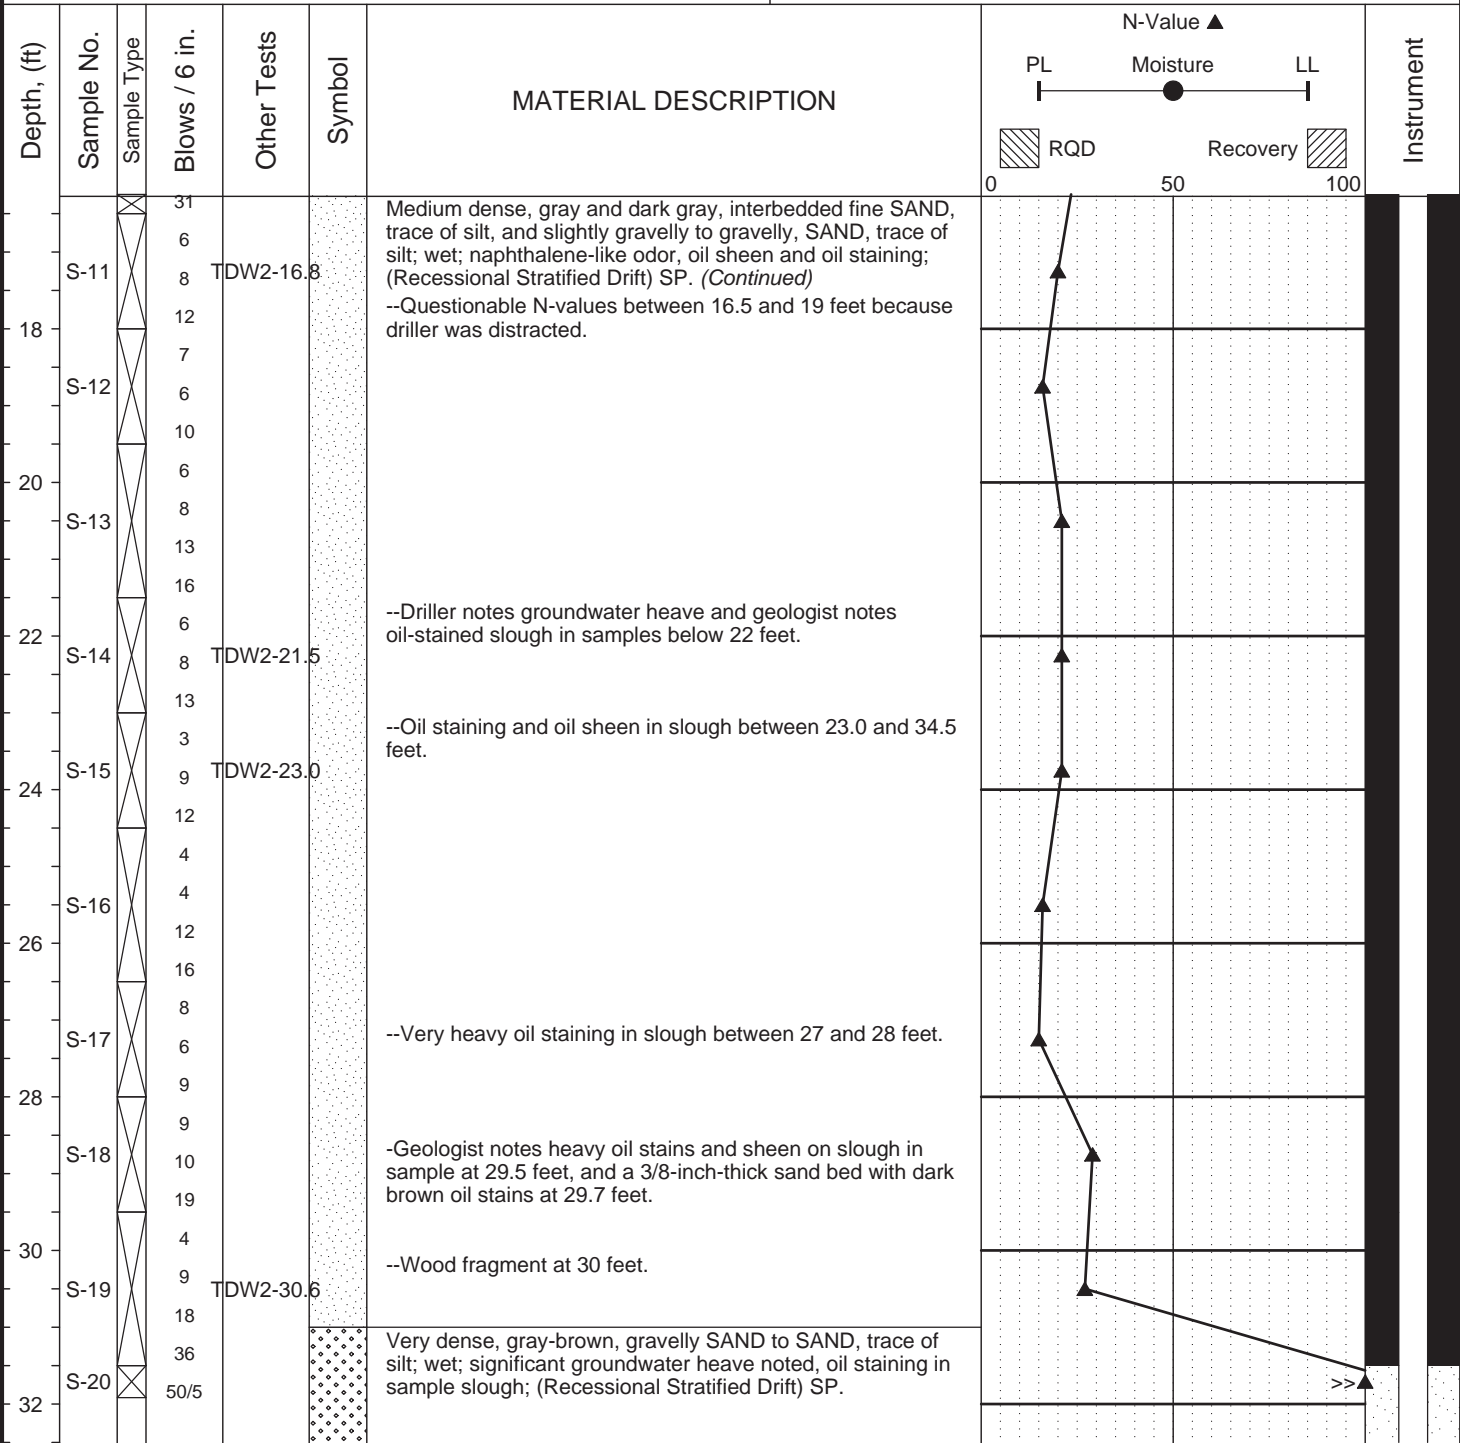 Depth, (ft)
Sample No.
Sample Type
Blows / 6 in.
Other Tests
Symbol
MATERIAL DESCRIPTION
N-Value ▲
PL Moisture LL
RQD Recovery
0 50 100
Instrument
31
Medium dense, gray and dark gray, interbedded fine SAND,
trace of silt, and slightly gravelly to gravelly, SAND, trace of
6
silt; wet; naphthalene-like odor, oil sheen and oil staining;
S-11 8 TDW2-16.8
(Recessional Stratified Drift) SP. (Continued)
--Questionable N-values between 16.5 and 19 feet because
12
18 driller was distracted.
7
S-12 6
10
6
20
S-13 8
13
16
--Driller notes groundwater heave and geologist notes
6
22 oil-stained slough in samples below 22 feet.
S-14 8 TDW2-21.5
13
--Oil staining and oil sheen in slough between 23.0 and 34.5
3
feet.
S-15 9 TDW2-23.0
24
12
4
4
S-16
12
26
16
8
--Very heavy oil staining in slough between 27 and 28 feet.
S-17 6
9
28
9
-Geologist notes heavy oil stains and sheen on slough in
S-18 10 sample at 29.5 feet, and a 3/8-inch-thick sand bed with dark
19 brown oil stains at 29.7 feet.
4
30
--Wood fragment at 30 feet.
9
S-19 TDW2-30.6
18
Very dense, gray-brown, gravelly SAND to SAND, trace of
36
silt; wet; significant groundwater heave noted, oil staining in
S-20 50/5 sample slough; (Recessional Stratified Drift) SP. >>
32